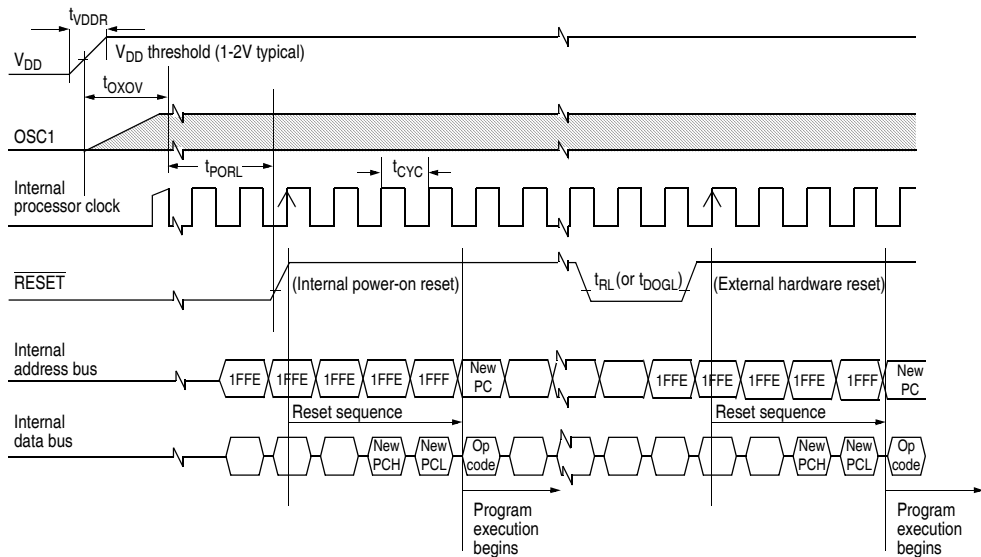 tVDDR
VDD
VDD threshold (1-2V typical)
tOXOV
OSC1
tPORL
tCYC
Internal
processor clock
RESET
(Internal power-on reset)
tRL (or tDOGL)
(External hardware reset)
Internal
address bus
1FFE 1FFE 1FFE 1FFE 1FFF New PC 1FFE 1FFE 1FFE 1FFE 1FFF New PC
Reset sequence
Reset sequence
Internal
data bus
New PCH New PCL Op code New PCH New PCL Op code
Program
execution
begins
Program
execution
begins